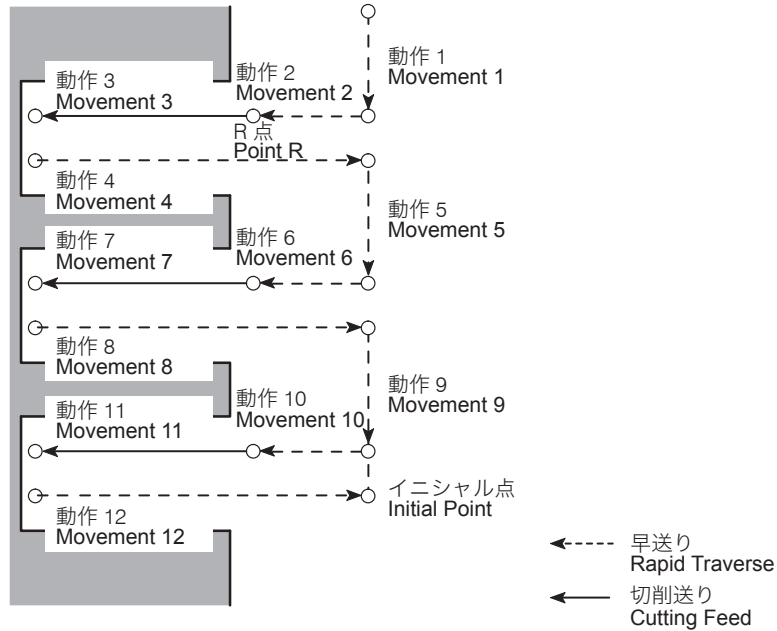 動作 1
Movement 1
動作 2
Movement 2
動作 3
Movement 3
R 点
Point R
動作 4
Movement 4
動作 5
Movement 5
動作 6
Movement 6
動作 7
Movement 7
動作 8
Movement 8
動作 9
Movement 9
動作 10
Movement 10
動作 11
Movement 11
イニシャル点
Initial Point
動作 12
Movement 12
早送り
Rapid Traverse
切削送り
Cutting Feed